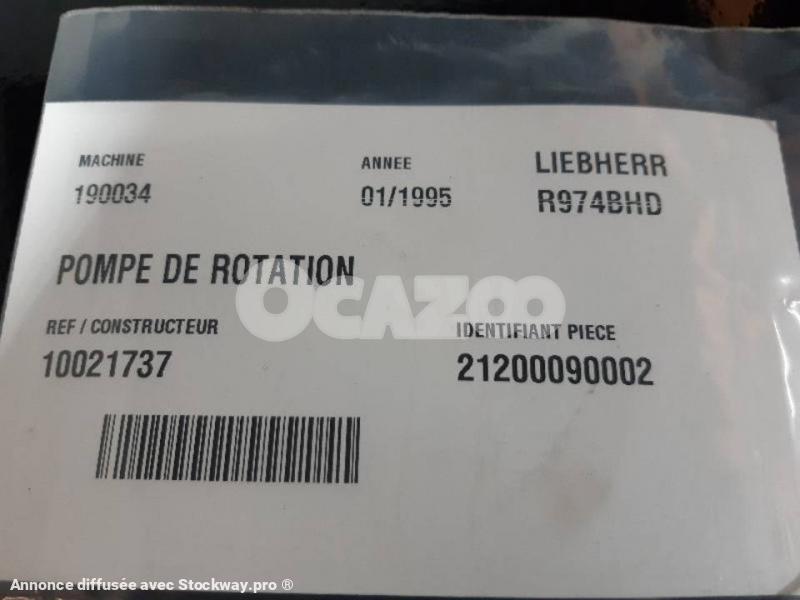 MACHINE ANNEE LIEBHERR
190034 01/1995 R974BHD
POMPE DE ROTATION
OCAZOO
REF / CONSTRUCTEUR IDENTIFIANT PIECE
10021737 21200090002
Annonce diffusée avec Stockway.pro ®